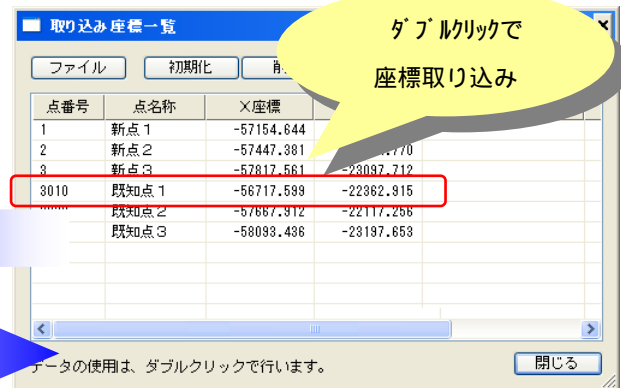 取り込み座標一覧
ダブルクリックで
座標取り込み
ファイル 初期化
点番号 点名称 X座標
1 新点1 -57154.644
2 新点2 -57447.381
3 新点3 -57817.561 -23097.712
3010 既知点1 -56717.599 -22362.915
既知点2 -57667.912 -22117.256
既知点3 -58093.436 -23197.653
データの使用は、ダブルクリックで行います。
閉じる